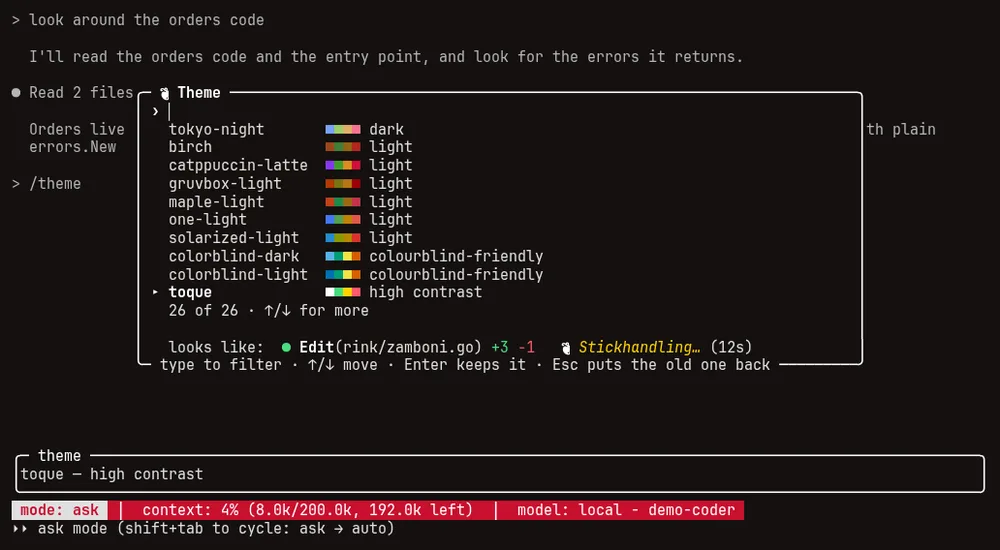 > look around the orders code
I'll read the orders code and the entry point, and look for the errors it returns.
● Read 2 files
Theme
❯
Orders live
th plain
errors.New
> /theme
tokyo-night dark
birch light
catppuccin-latte light
gruvbox-light light
maple-light light
one-light light
solarized-light light
colorblind-dark colourblind-friendly
colorblind-light colourblind-friendly
▸ toque high contrast
26 of 26 · ↑/↓ for more
looks like: ● Edit(rink/zamboni.go) +3 -1 Stickhandling… (12s)
type to filter · ↑/↓ move · Enter keeps it · Esc puts the old one back
theme
toque — high contrast
mode: ask | context: 4% (8.0k/200.0k, 192.0k left) | model: local - demo-coder
▸▸ ask mode (shift+tab to cycle: ask → auto)